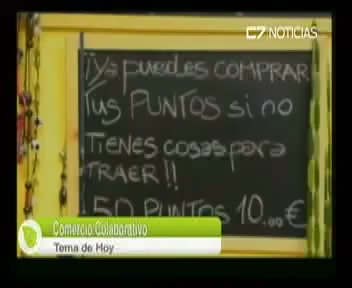 C7 NOTICIAS
¡¡Ya puedes COMPRAR
Tus PUNTOS si no
TIENES cosas para
TRAER!!
50 PUNTOS 10.00€
Comercio Colaborativo
Tema de Hoy